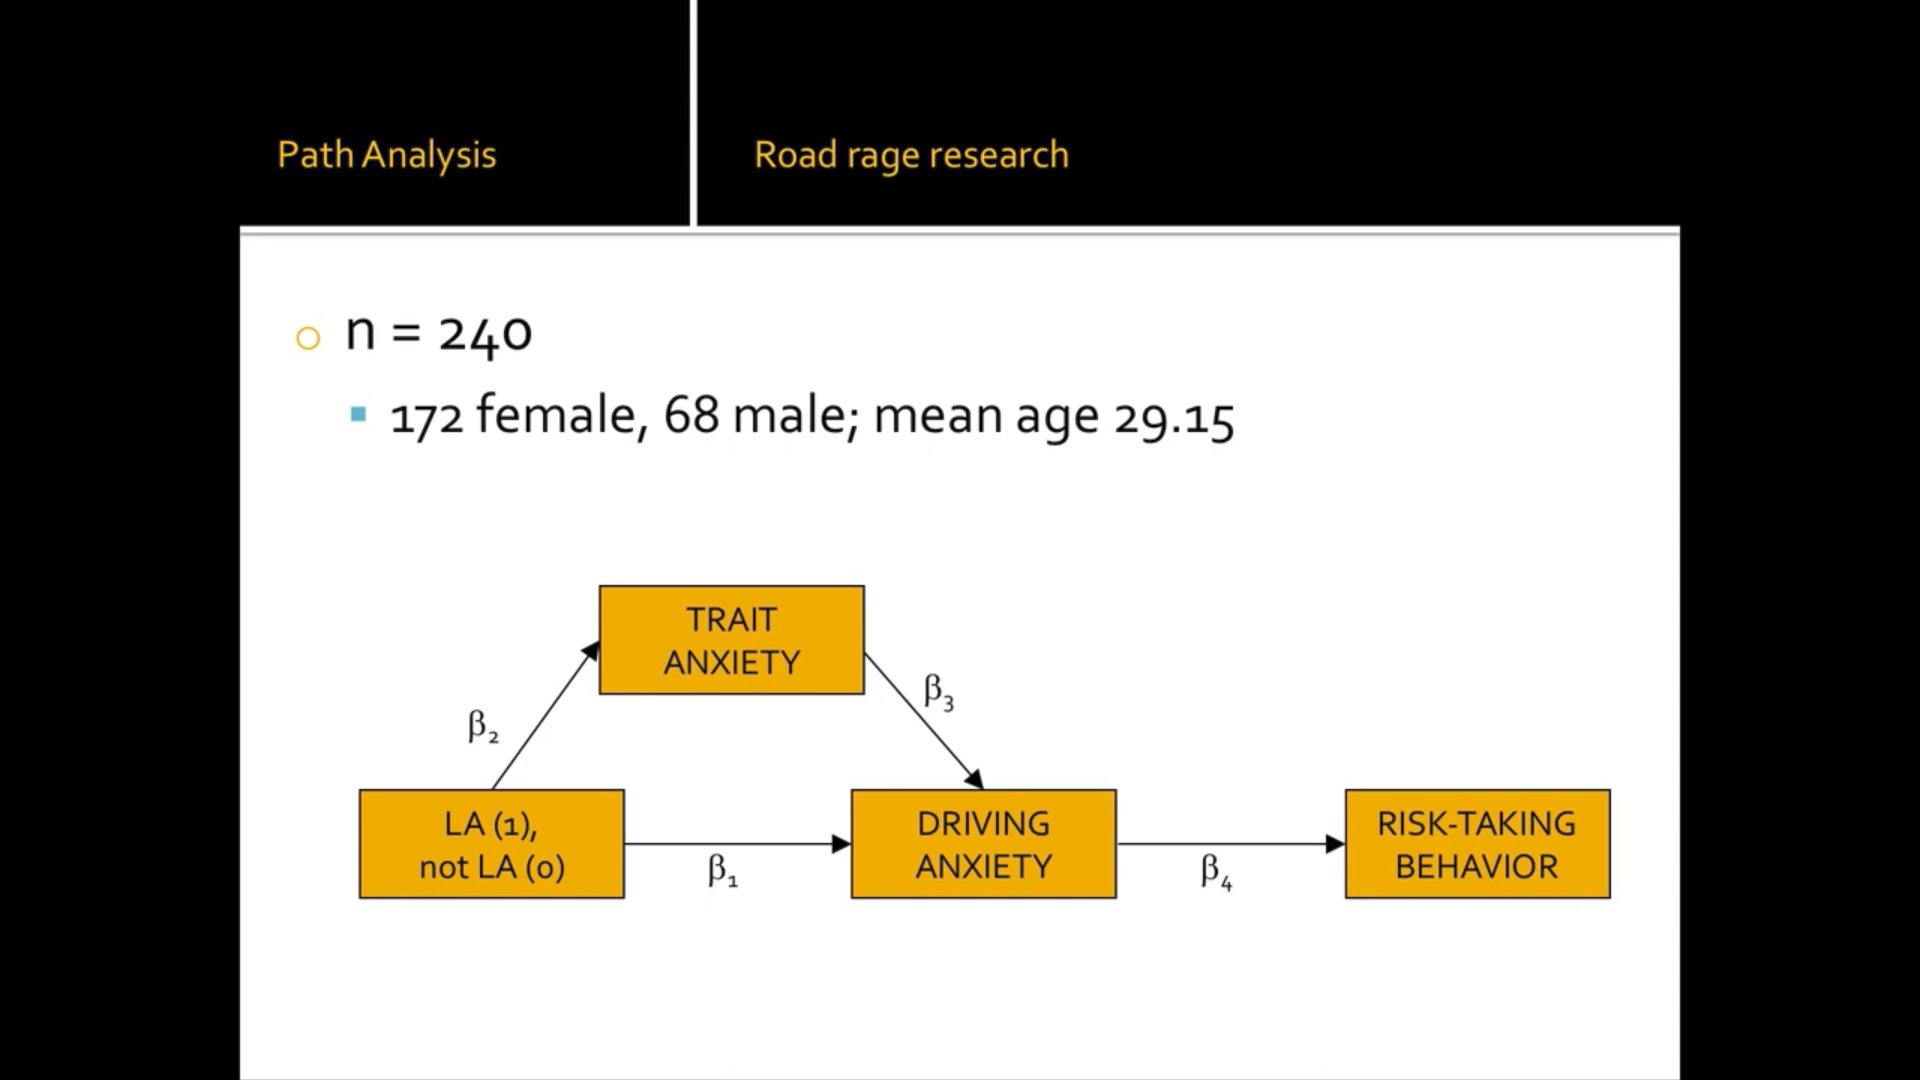 Path Analysis
Road rage research
n = 240
172 female, 68 male; mean age 29.15
TRAIT
ANXIETY
β₃
β₂
LA (1),
not LA (0)
β₁
DRIVING
ANXIETY
β₄
RISK-TAKING
BEHAVIOR